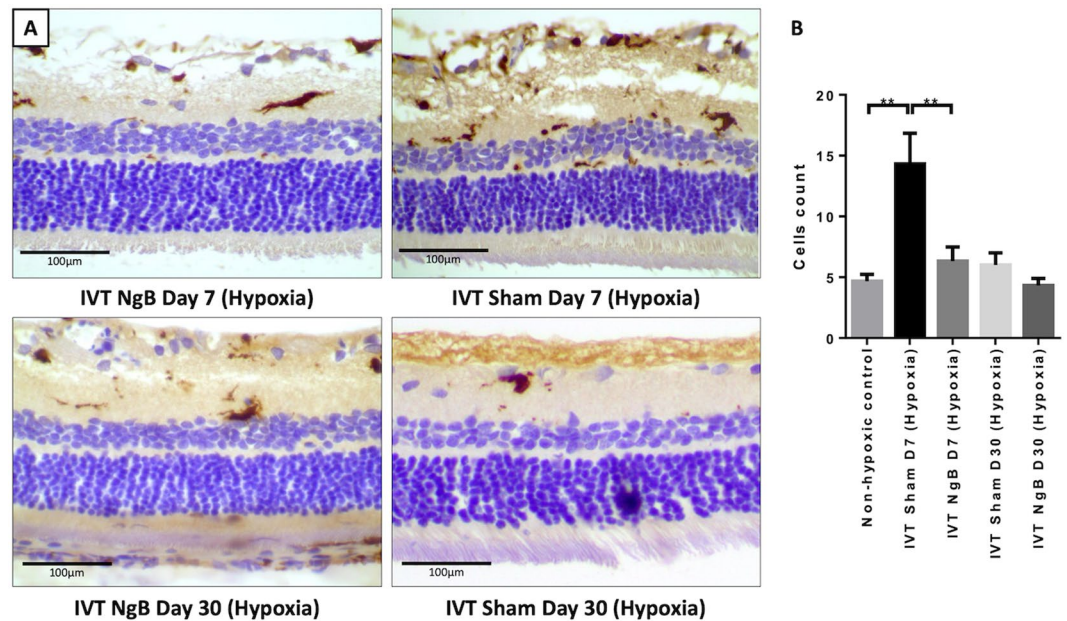 A
100µm
IVT NgB Day 7 (Hypoxia)
100µm
IVT Sham Day 7 (Hypoxia)
100µm
IVT NgB Day 30 (Hypoxia)
100µm
IVT Sham Day 30 (Hypoxia)
B
** **
20
15
10
5
0
Cells count
Non-hypoxic control
IVT Sham D7 (Hypoxia)
IVT NgB D7 (Hypoxia)
IVT Sham D30 (Hypoxia)
IVT NgB D30 (Hypoxia)